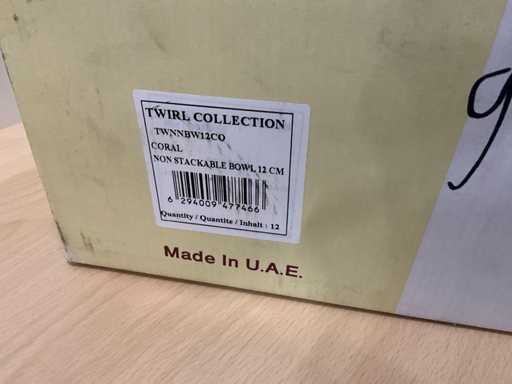 TWIRL COLLECTION
TWNNBW12CO
CORAL
NON STACKABLE BOWL 12 CM
6 294009 477466
Quantity / Quantite / Inhalt : 12
Made In U.A.E.